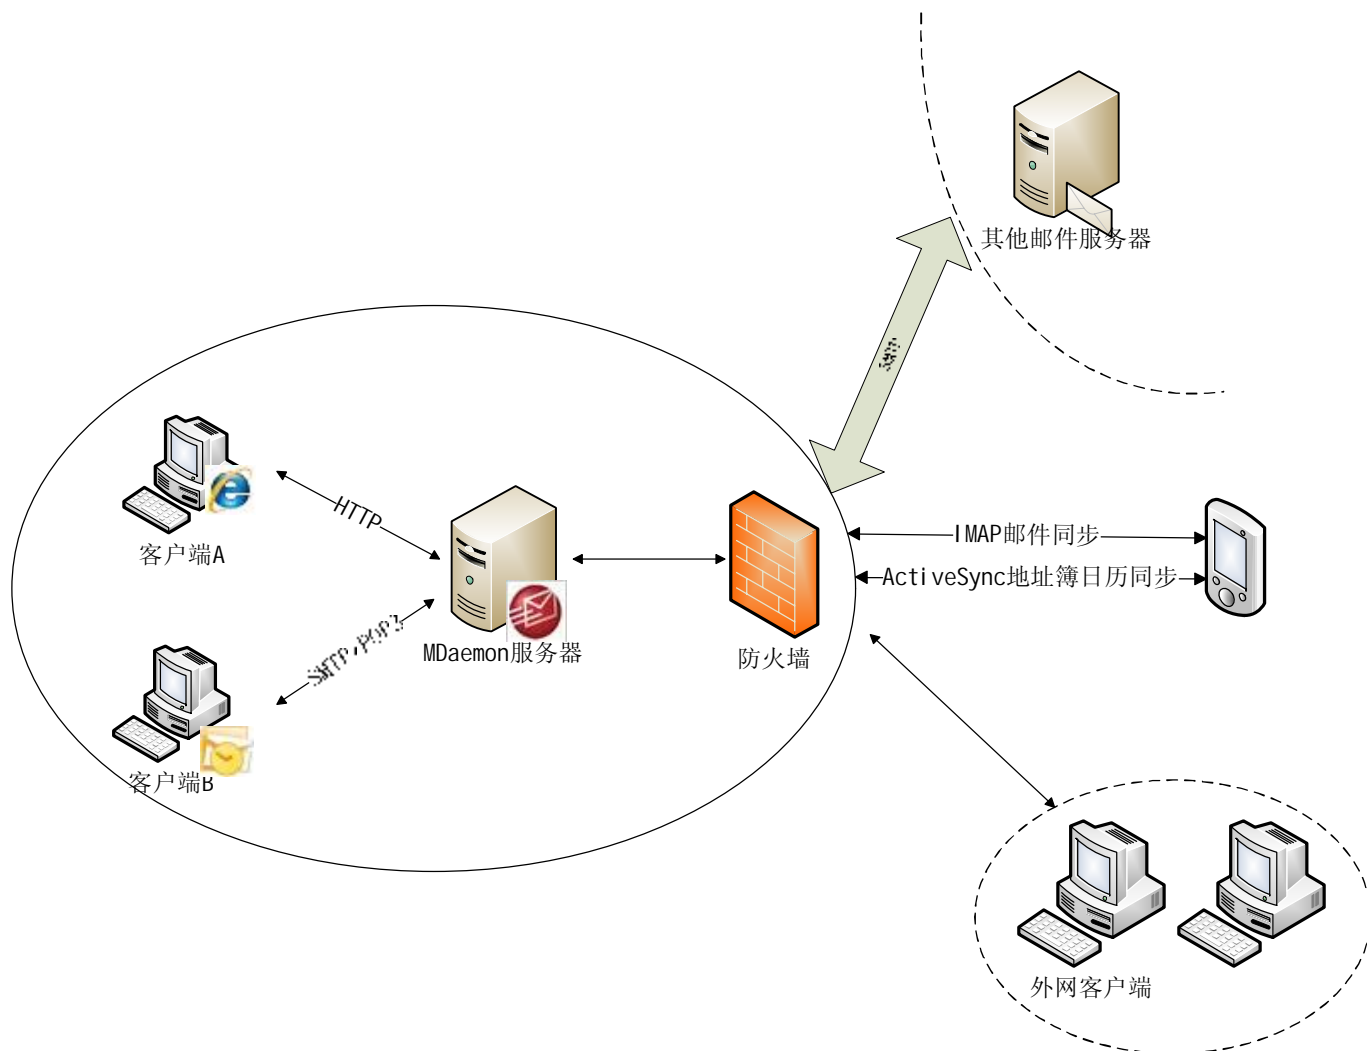 其他邮件服务器
HTTP
客户端A
IMAP邮件同步
ActiveSync地址簿日历同步
SMTP,POP3
MDaemon服务器
防火墙
客户端B
外网客户端